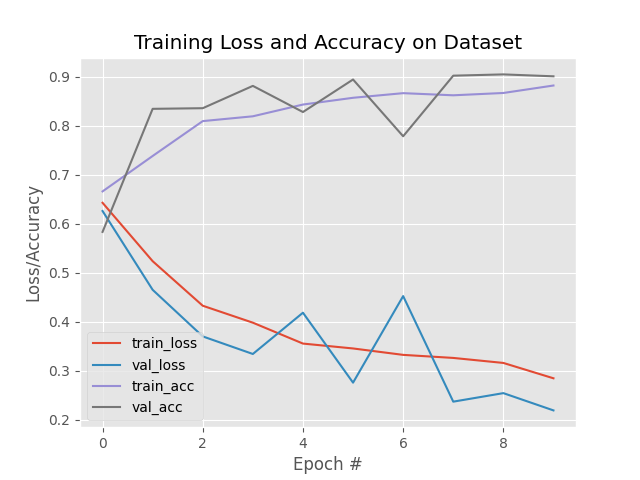 Training Loss and Accuracy on Dataset
Loss/Accuracy
0.9
0.8
0.7
0.6
0.5
0.4
0.3
0.2
train_loss
val_loss
train_acc
val_acc
0 2 4 6 8
Epoch #